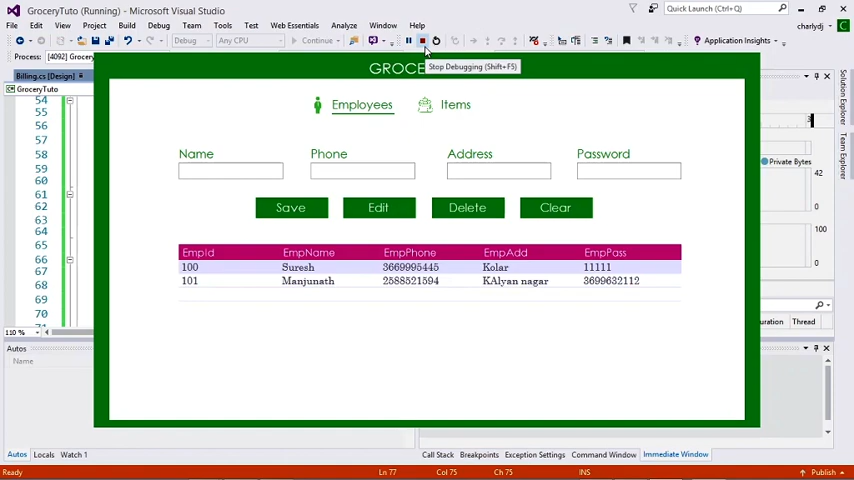 GroceryTuto (Running) - Microsoft Visual Studio
Quick Launch (Ctrl+Q)
File Edit View Project Build Debug Team Tools Test Web Essentials Analyze Window Help
charlydj
Debug Any CPU Continue Application Insights
Process: [4092] Grocery
Stop Debugging (Shift+F5)
Billing.cs [Design]
GROCE
GroceryTuto
Employees Items
Solution Explorer
Team Explorer
54
55
56
57
58
59
60
61
62
63
64
65
66
67
68
69
70
71
Private Bytes
42
0
100
0
Name Phone Address Password
Save Edit Delete Clear
EmpId EmpName EmpPhone EmpAdd EmpPass
100 Suresh 3669995445 Kolar 11111
101 Manjunath 2588521594 KAlyan nagar 3699632112
110 %
uration Thread
Autos
Name
Autos Locals Watch 1
Call Stack Breakpoints Exception Settings Command Window Immediate Window
Ready Ln 77 Col 75 Ch 75 INS Publish